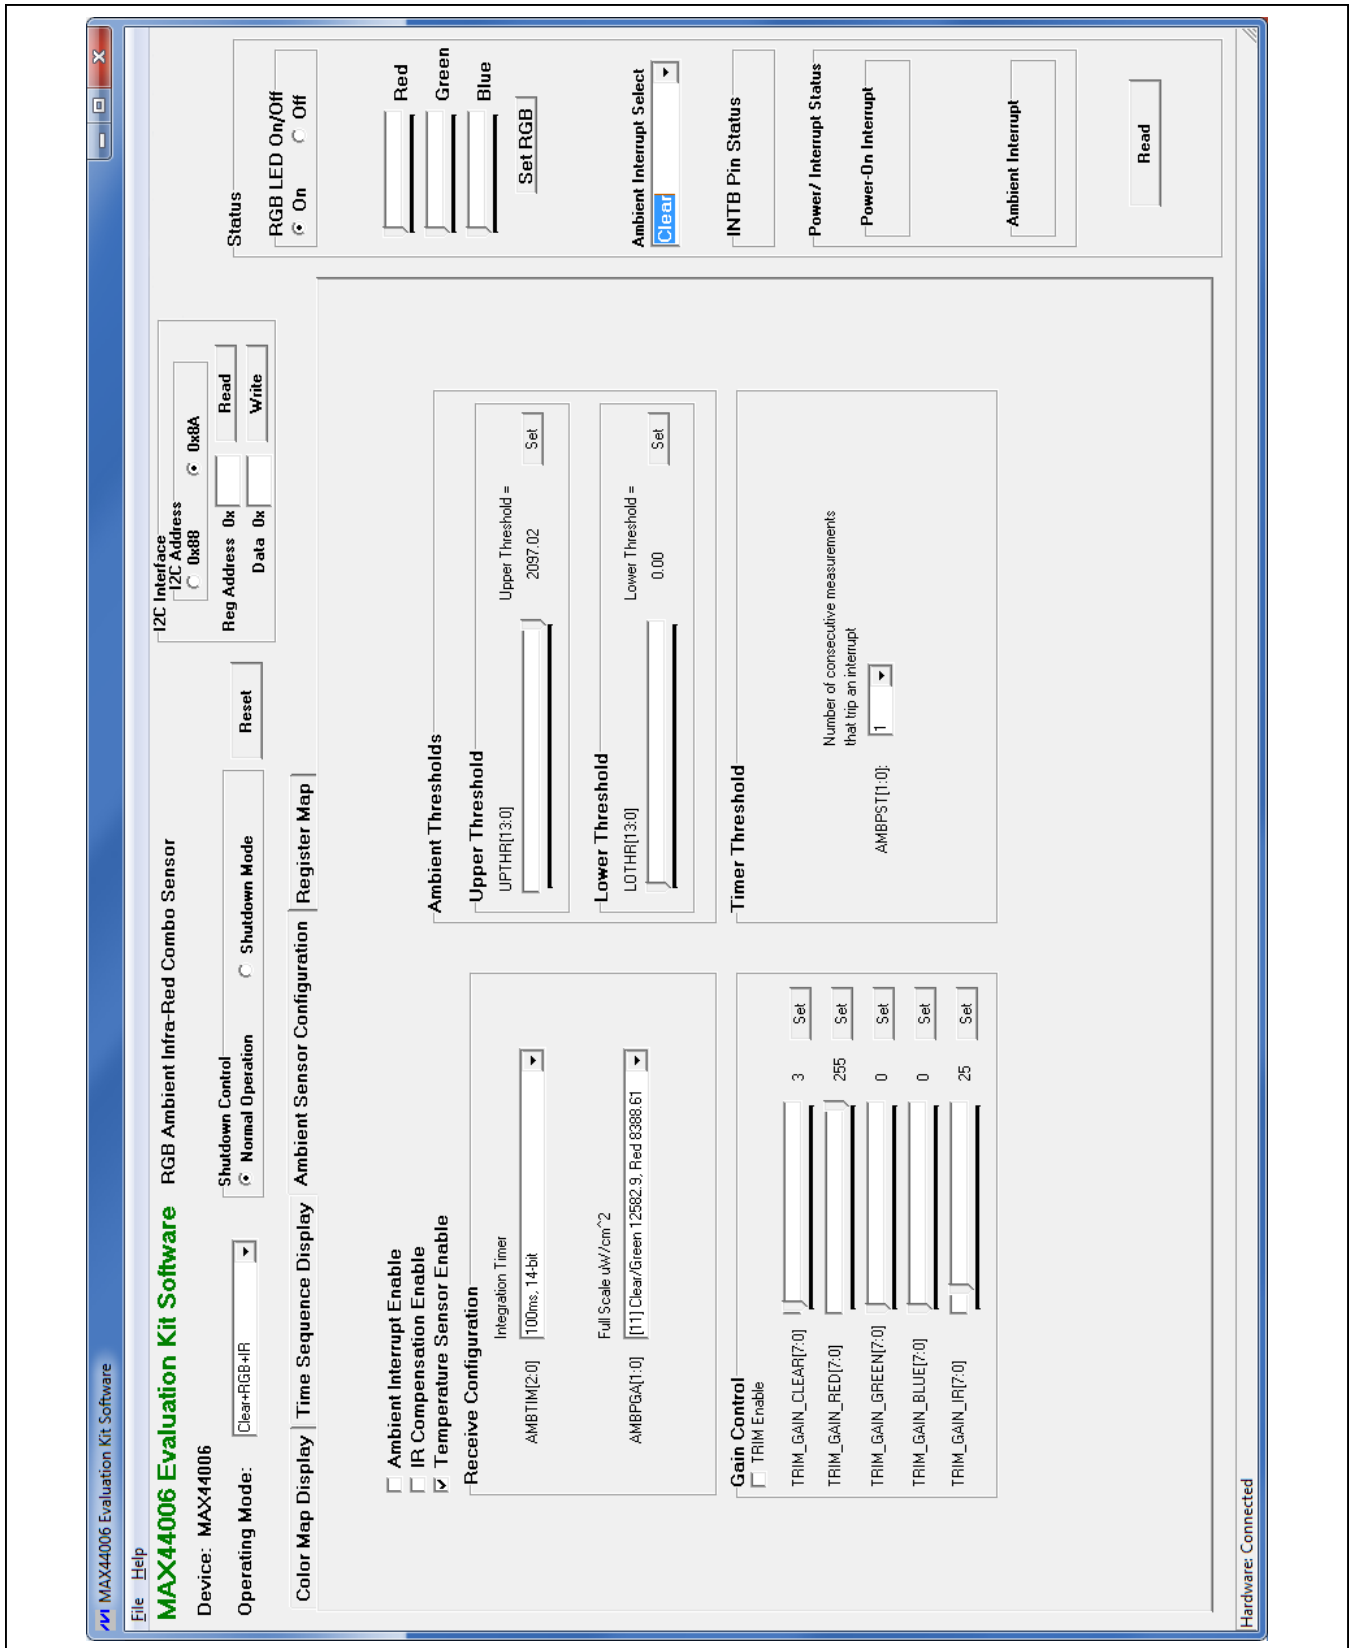 MAX44006 Evaluation Kit Software
File Help
MAX44006 Evaluation Kit Software RGB Ambient Infra-Red Combo Sensor
Device: MAX44006
Operating Mode:
Clear+RGB+IR
Shutdown Control
Normal Operation Shutdown Mode
Reset
I2C Interface
I2C Address
0x88 0x8A
Reg Address 0x Read
Data 0x Write
Color Map Display Time Sequence Display Ambient Sensor Configuration Register Map
Ambient Interrupt Enable
IR Compensation Enable
Temperature Sensor Enable
Receive Configuration
Integration Timer
AMBTIM[2:0] 100ms, 14-bit
Full Scale uW/cm^2
AMBPGA[1:0] [11] Clear/Green 12582.9, Red 8388.61
Gain Control
TRIM Enable
TRIM_GAIN_CLEAR[7:0] 3 Set
TRIM_GAIN_RED[7:0] 255 Set
TRIM_GAIN_GREEN[7:0] 0 Set
TRIM_GAIN_BLUE[7:0] 0 Set
TRIM_GAIN_IR[7:0] 25 Set
Ambient Thresholds
Upper Threshold
UPTHR[13:0] Upper Threshold =
2097.02 Set
Lower Threshold
LOTHR[13:0] Lower Threshold =
0.00 Set
Timer Threshold
Number of consecutive measurements
that trip an interrupt
AMBPST[1:0]: 1
Status
RGB LED On/Off
On Off
Red
Green
Blue
Set RGB
Ambient Interrupt Select
Clear
INTB Pin Status
Power/ Interrupt Status
Power-On Interrupt
Ambient Interrupt
Read
Hardware: Connected